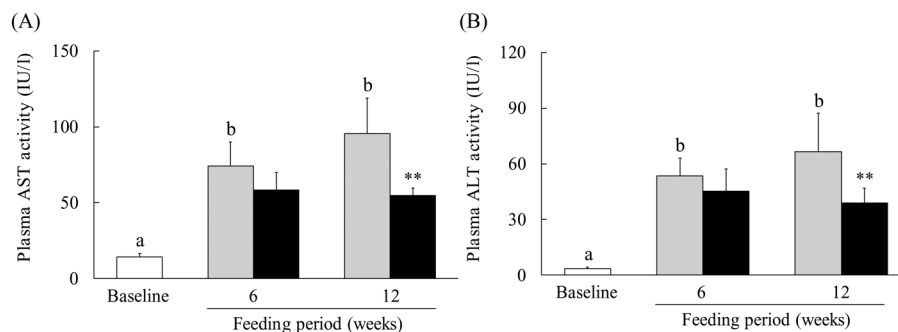 (A)
Plasma AST activity (IU/l)
150
100
50
0
a
b
b
**
Baseline
6
12
Feeding period (weeks)
(B)
Plasma ALT activity (IU/l)
120
90
60
30
0
a
b
b
**
Baseline
6
12
Feeding period (weeks)